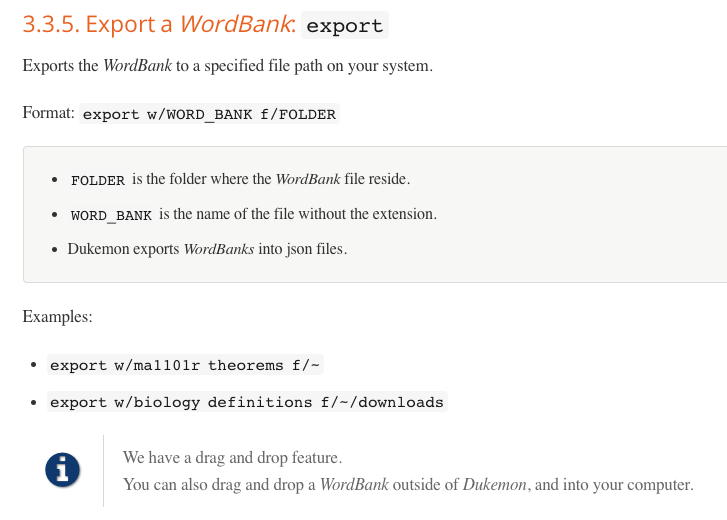 3.3.5. Export a WordBank: export
Exports the WordBank to a specified file path on your system.
Format: export w/WORD_BANK f/FOLDER
• FOLDER is the folder where the WordBank file reside.
• WORD_BANK is the name of the file without the extension.
• Dukemon exports WordBanks into json files.
Examples:
• export w/ma1101r theorems f/~
• export w/biology definitions f/~/downloads
We have a drag and drop feature.
You can also drag and drop a WordBank outside of Dukemon, and into your computer.